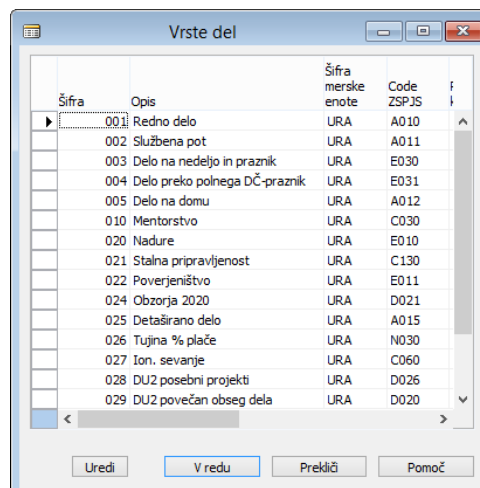 Vrste del
Šifra Opis Šifra merske enote Code ZSPJS
001 Redno delo URA A010
002 Službena pot URA A011
003 Delo na nedeljo in praznik URA E030
004 Delo preko polnega DČ-praznik URA E031
005 Delo na domu URA A012
010 Mentorstvo URA C030
020 Nadure URA E010
021 Stalna pripravljenost URA C130
022 Poverjeništvo URA E011
024 Obzorja 2020 URA D021
025 Detaširano delo URA A015
026 Tujina % plače URA N030
027 Ion. sevanje URA C060
028 DU2 posebni projekti URA D026
029 DU2 povečan obseg dela URA D020
Uredi V redu Prekliči Pomoč